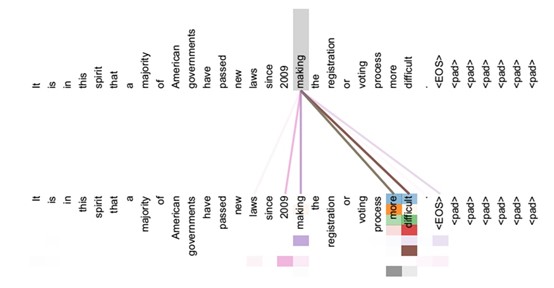 It is in this spirit that a majority of American governments have passed new laws since 2009 making the registration or voting process more difficult . <EOS> <pad> <pad> <pad> <pad> <pad> <pad>
It is in this spirit that a majority of American governments have passed new laws since 2009 making the registration or voting process more difficult . <EOS> <pad> <pad> <pad> <pad> <pad> <pad>